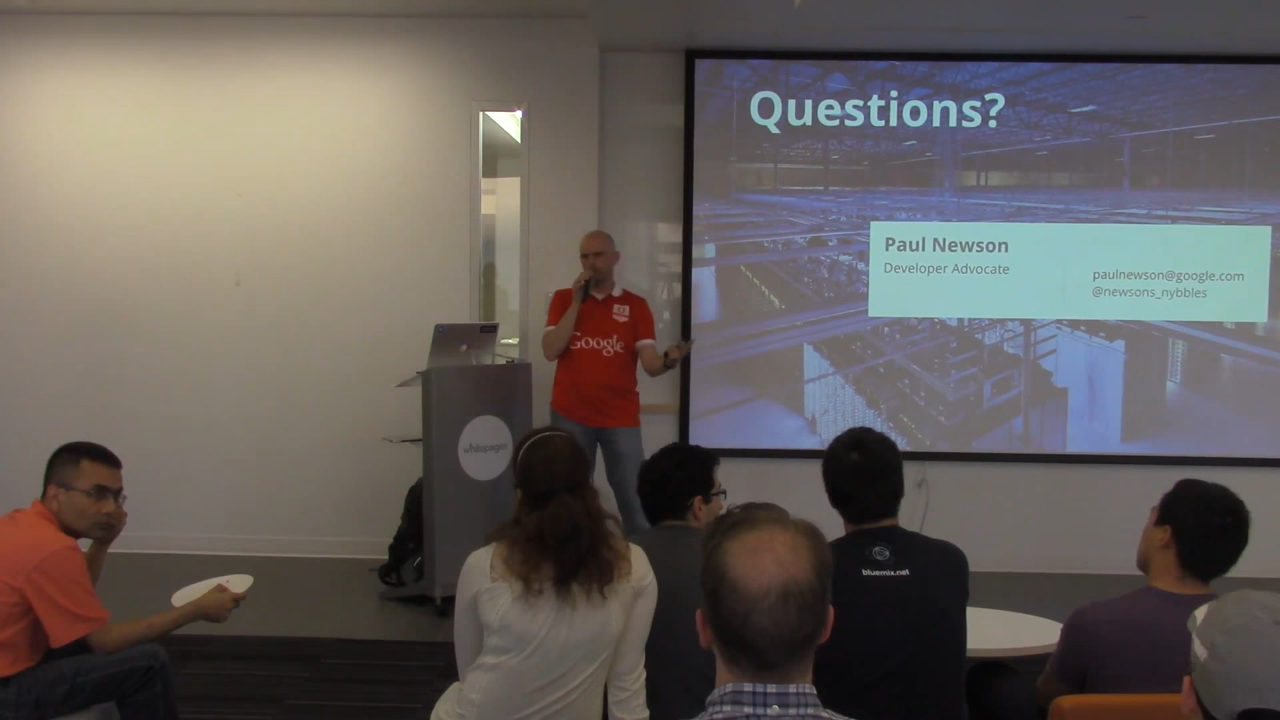 Questions?
Paul Newson
Developer Advocate
paulnewson@google.com
@newsons_nybbles
Google
whitepages
bluemix.net